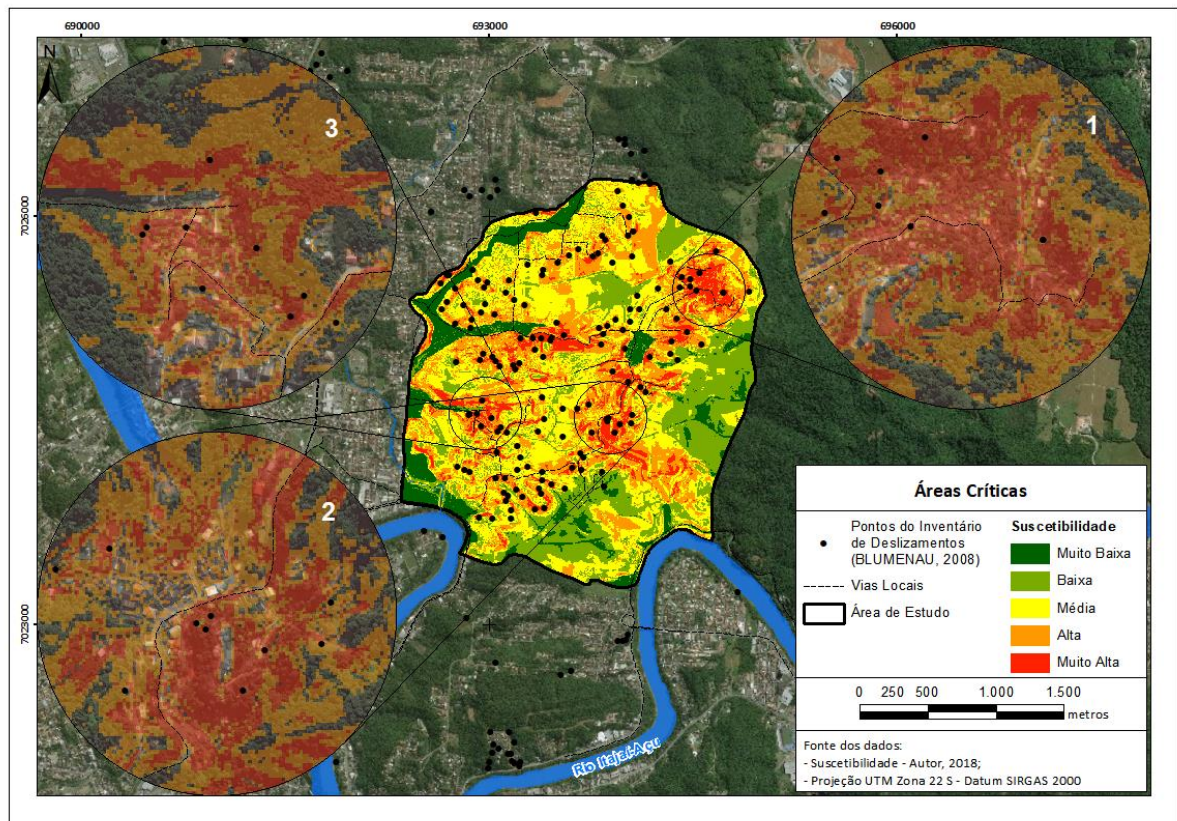 690000
693000
696000
N
7026000
7023000
3
1
2
Rio Itajaí-Açu
Áreas Críticas
Pontos do Inventário
de Deslizamentos
(BLUMENAU, 2008)
Vias Locais
Área de Estudo
Suscetibilidade
Muito Baixa
Baixa
Média
Alta
Muito Alta
0 250 500 1.000 1.500
metros
Fonte dos dados:
- Suscetibilidade - Autor, 2018;
- Projeção UTM Zona 22 S - Datum SIRGAS 2000